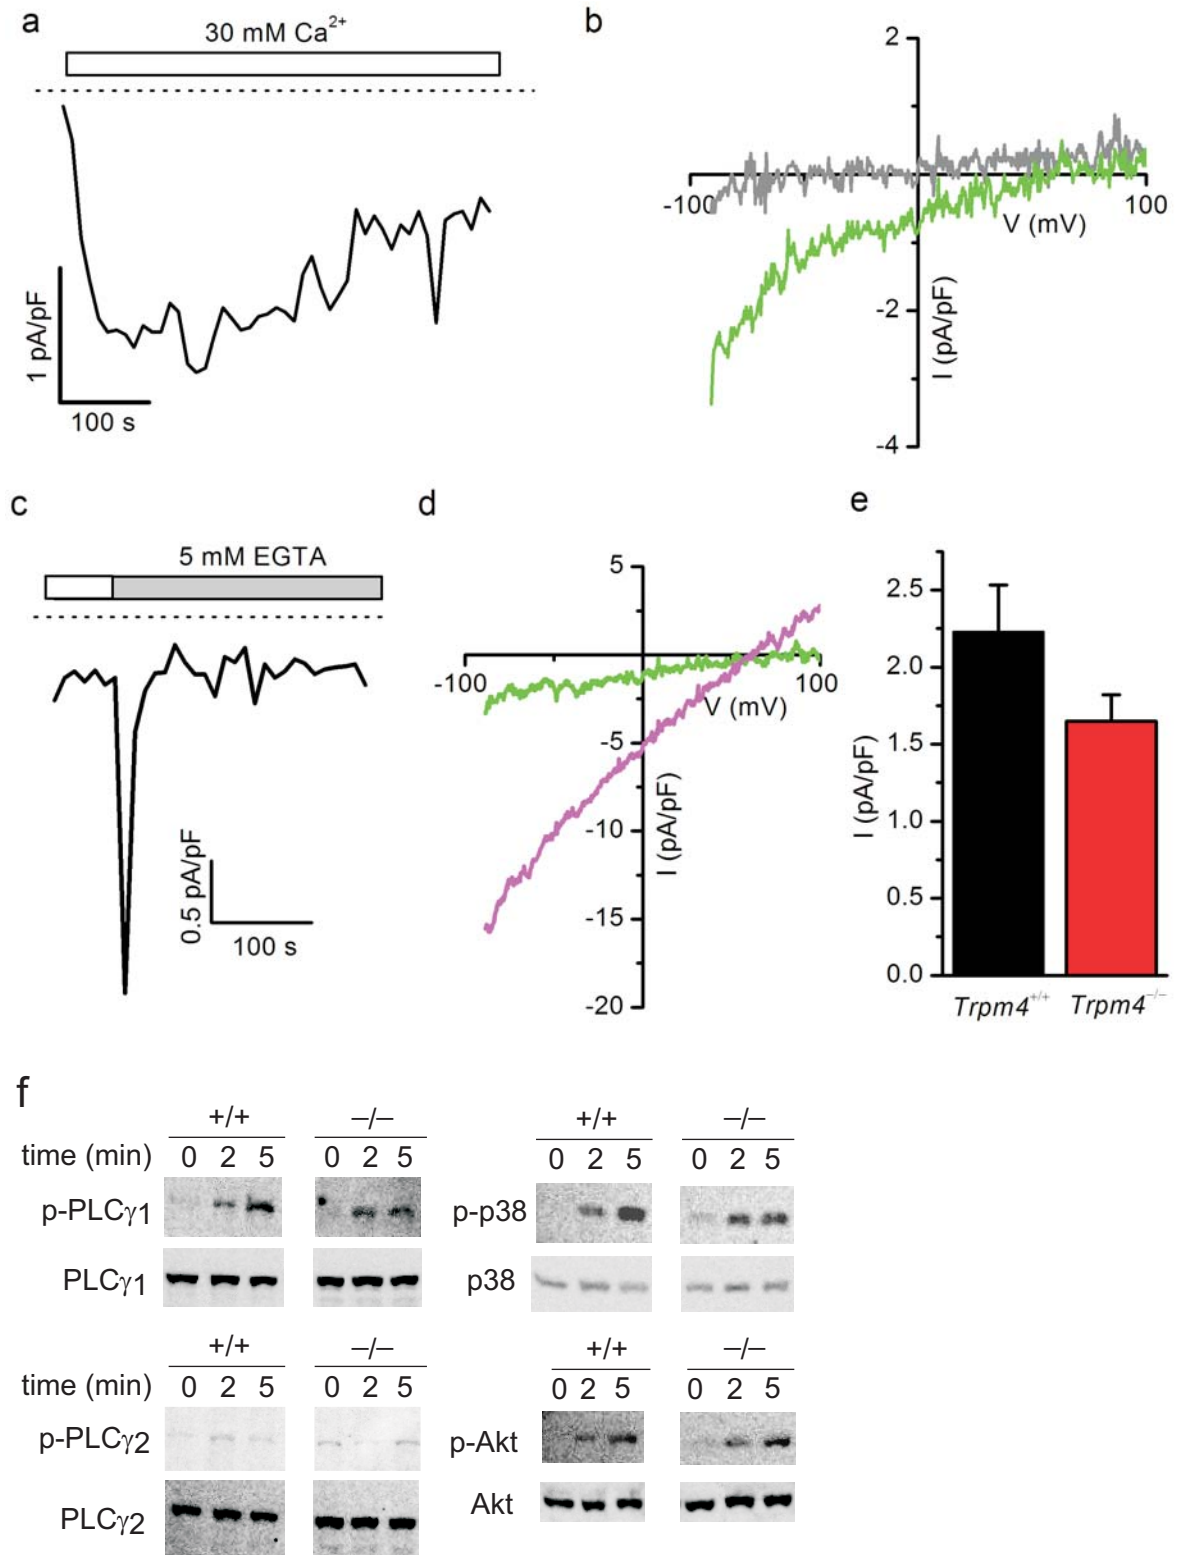 a
30 mM Ca²⁺
1 pA/pF
100 s
b
2
-100
100
V (mV)
-2
I (pA/pF)
-4
c
5 mM EGTA
0.5 pA/pF
100 s
d
5
-100
100
V (mV)
-5
-10
I (pA/pF)
-15
-20
e
2.5
2.0
1.5
I (pA/pF)
1.0
0.5
0.0
Trpm4⁺/⁺ Trpm4⁻/⁻
f
+/+ –/– +/+ –/–
time (min) 0 2 5 0 2 5 0 2 5 0 2 5
p-PLCγ1 p-p38
PLCγ1 p38
+/+ –/– +/+ –/–
time (min) 0 2 5 0 2 5 0 2 5 0 2 5
p-PLCγ2 p-Akt
PLCγ2 Akt